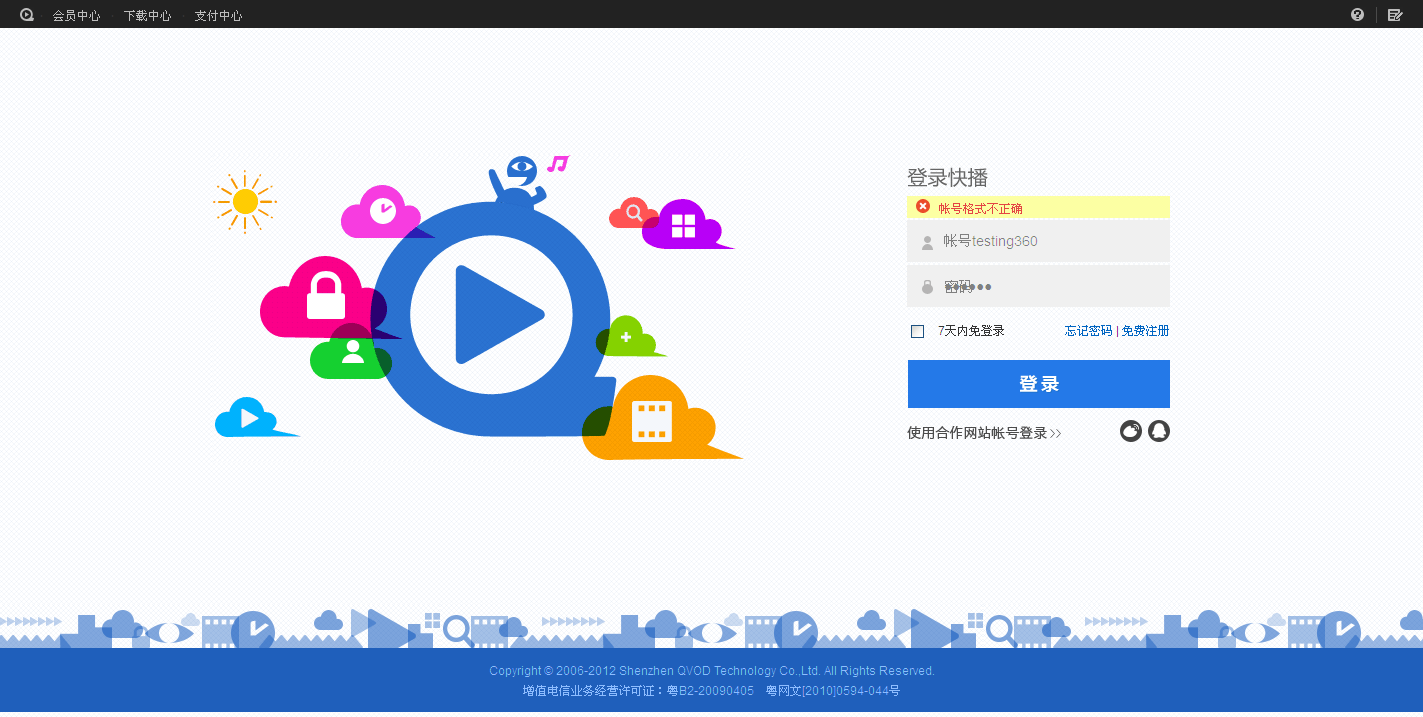 会员中心 下载中心 支付中心
登录快播
帐号格式不正确
帐号testing360
密码
7天内免登录 忘记密码 | 免费注册
登录
使用合作网站帐号登录 >>
Copyright © 2006-2012 Shenzhen QVOD Technology Co.,Ltd. All Rights Reserved.
增值电信业务经营许可证：粤B2-20090405 粤网文[2010]0594-044号